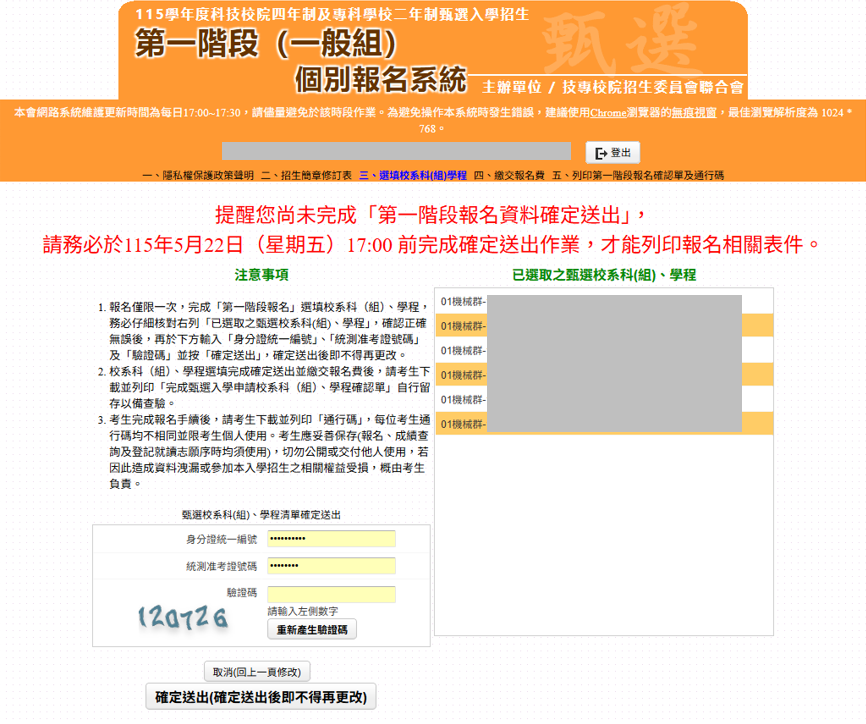 115學年度科技校院四年制及專科學校二年制甄選入學招生
甄選
第一階段（一般組）
個別報名系統
主辦單位 / 技專校院招生委員會聯合會
本會網路系統維護更新時間為每日17:00~17:30，請儘量避免於該時段作業。為避免操作本系統時發生錯誤，建議使用Chrome瀏覽器的無痕視窗，最佳瀏覽解析度為 1024 *
768。
登出
一、隱私權保護政策聲明 二、招生簡章修訂表 三、選填校系科(組)學程 四、繳交報名費 五、列印第一階段報名確認單及通行碼
提醒您尚未完成「第一階段報名資料確定送出」，
請務必於115年5月22日（星期五）17:00 前完成確定送出作業，才能列印報名相關表件。
注意事項
1. 報名僅限一次，完成「第一階段報名」選填校系科（組）、學程，
務必仔細核對右列「已選取之甄選校系科(組)、學程」，確認正確
無誤後，再於下方輸入「身分證統一編號」、「統測准考證號碼」
及「驗證碼」並按「確定送出」，確定送出後即不得再更改。
2. 校系科（組）、學程選填完成確定送出並繳交報名費後，請考生下
載並列印「完成甄選入學申請校系科（組）、學程確認單」自行留
存以備查驗。
3. 考生完成報名手續後，請考生下載並列印「通行碼」，每位考生通
行碼均不相同並限考生個人使用。考生應妥善保存(報名、成績查
詢及登記就讀志願序時均須使用)，切勿公開或交付他人使用，若
因此造成資料洩漏或參加本入學招生之相關權益受損，概由考生
負責。
已選取之甄選校系科(組)、學程
01機械群-
01機械群-
01機械群-
01機械群-
01機械群-
01機械群-
甄選校系科(組)、學程清單確定送出
身分證統一編號 ••••••••••
統測准考證號碼 ••••••••
驗證碼
120726
請輸入左側數字
重新產生驗證碼
取消(回上一頁修改)
確定送出(確定送出後即不得再更改)